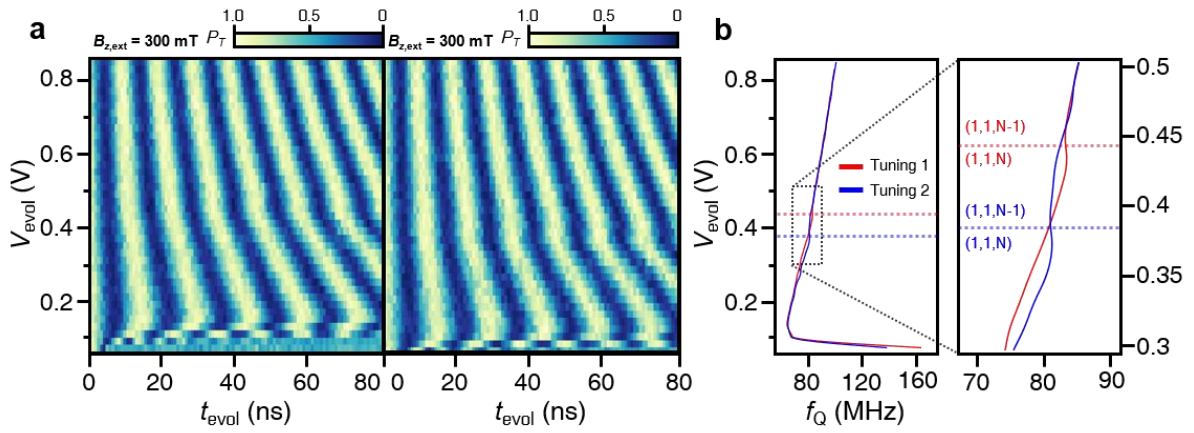 a
B_z,ext = 300 mT P_T 1.0 0.5 0
B_z,ext = 300 mT P_T 1.0 0.5 0
V_evol (V)
0.8
0.6
0.4
0.2
0 20 40 60 80
t_evol (ns)
0 20 40 60 80
t_evol (ns)
b
V_evol (V)
0.8
0.6
0.4
0.2
Tuning 1
Tuning 2
80 120 160
f_Q (MHz)
(1,1,N-1)
(1,1,N)
(1,1,N-1)
(1,1,N)
0.5
0.45
0.4
0.35
0.3
70 80 90